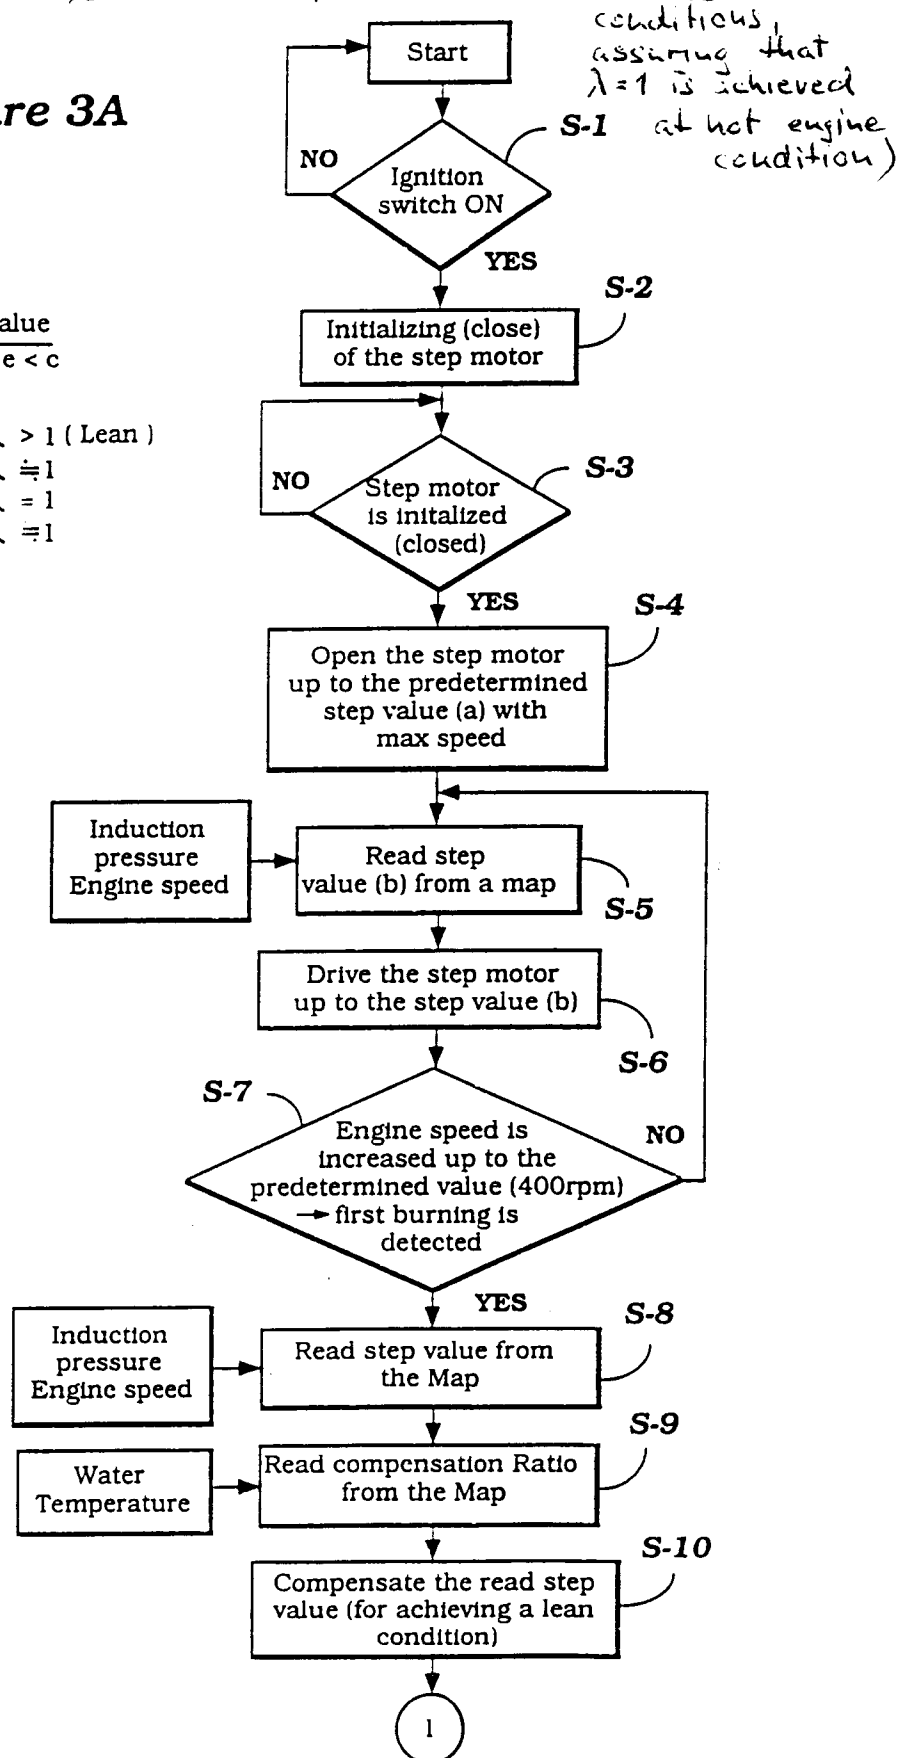 conditions,
assuming that
λ=1 is achieved
at hot engine
condition)
re 3A
Start
S-1
NO
Ignition
switch ON
YES
S-2
Initializing (close)
of the step motor
alue
e < c
> 1 ( Lean )
≒1
= 1
≒1
NO
S-3
Step motor
is initalized
(closed)
YES
S-4
Open the step motor
up to the predetermined
step value (a) with
max speed
Induction
pressure
Engine speed
Read step
value (b) from a map
S-5
Drive the step motor
up to the step value (b)
S-6
S-7
NO
Engine speed is
increased up to the
predetermined value (400rpm)
→ first burning is
detected
YES
S-8
Induction
pressure
Engine speed
Read step value from
the Map
S-9
Water
Temperature
Read compensation Ratio
from the Map
S-10
Compensate the read step
value (for achieving a lean
condition)
1